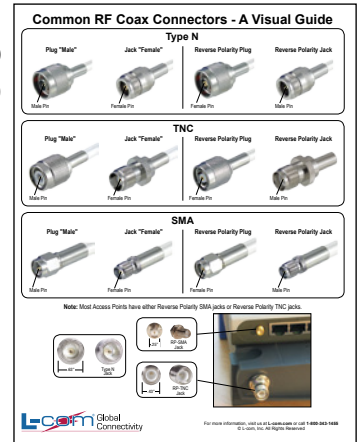 Common RF Coax Connectors - A Visual Guide
Type N
Plug "Male" Jack "Female" Reverse Polarity Plug Reverse Polarity Jack
Male Pin Female Pin Female Pin Male Pin
TNC
Plug "Male" Jack "Female" Reverse Polarity Plug Reverse Polarity Jack
Male Pin Female Pin Female Pin Male Pin
SMA
Plug "Male" Jack "Female" Reverse Polarity Plug Reverse Polarity Jack
Male Pin Female Pin Female Pin Male Pin
Note: Most Access Points have either Reverse Polarity SMA jacks or Reverse Polarity TNC jacks.
RP-SMA
Jack
Type N
Jack
RP-TNC
Jack
L-com Global
Connectivity
For more information, visit us at L-com.com or call 1-800-343-1455
© L-com, Inc. All Rights Reserved